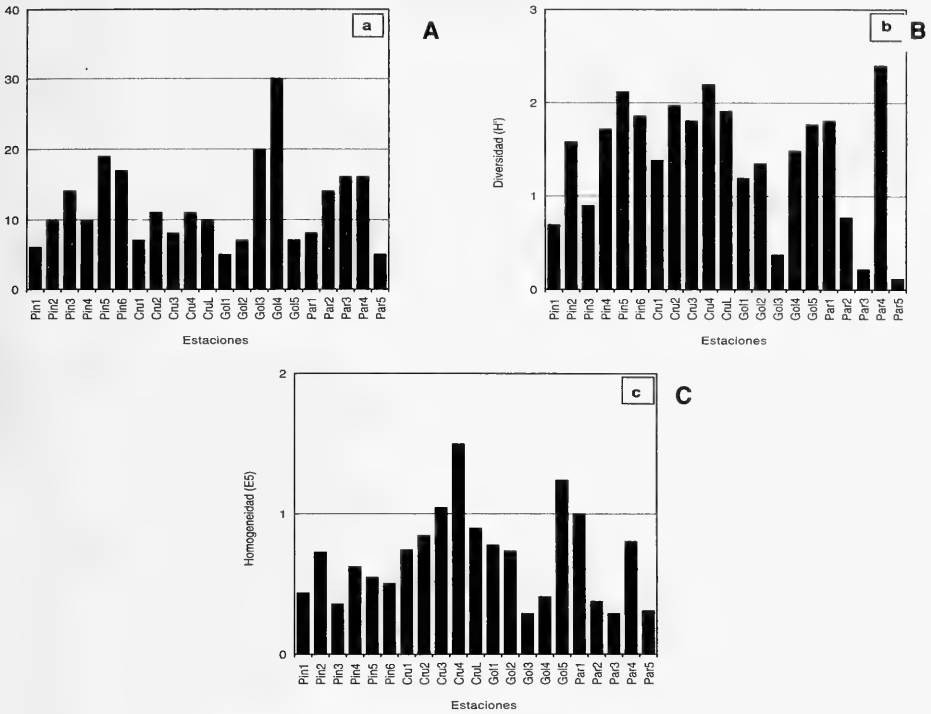 40
30
20
10
0
a
A
Pin1
Pin2
Pin3
Pin4
Pin5
Pin6
Cru1
Cru2
Cru3
Cru4
CruL
Gol1
Gol2
Gol3
Gol4
Gol5
Par1
Par2
Par3
Par4
Par5
Estaciones
3
2
1
0
Diversidad (H')
b
B
Pin1
Pin2
Pin3
Pin4
Pin5
Pin6
Cru1
Cru2
Cru3
Cru4
CruL
Gol1
Gol2
Gol3
Gol4
Gol5
Par1
Par2
Par3
Par4
Par5
Estaciones
2
1
0
Homogeneidad (E5)
c
C
Pin1
Pin2
Pin3
Pin4
Pin5
Pin6
Cru1
Cru2
Cru3
Cru4
CruL
Gol1
Gol2
Gol3
Gol4
Gol5
Par1
Par2
Par3
Par4
Par5
Estaciones